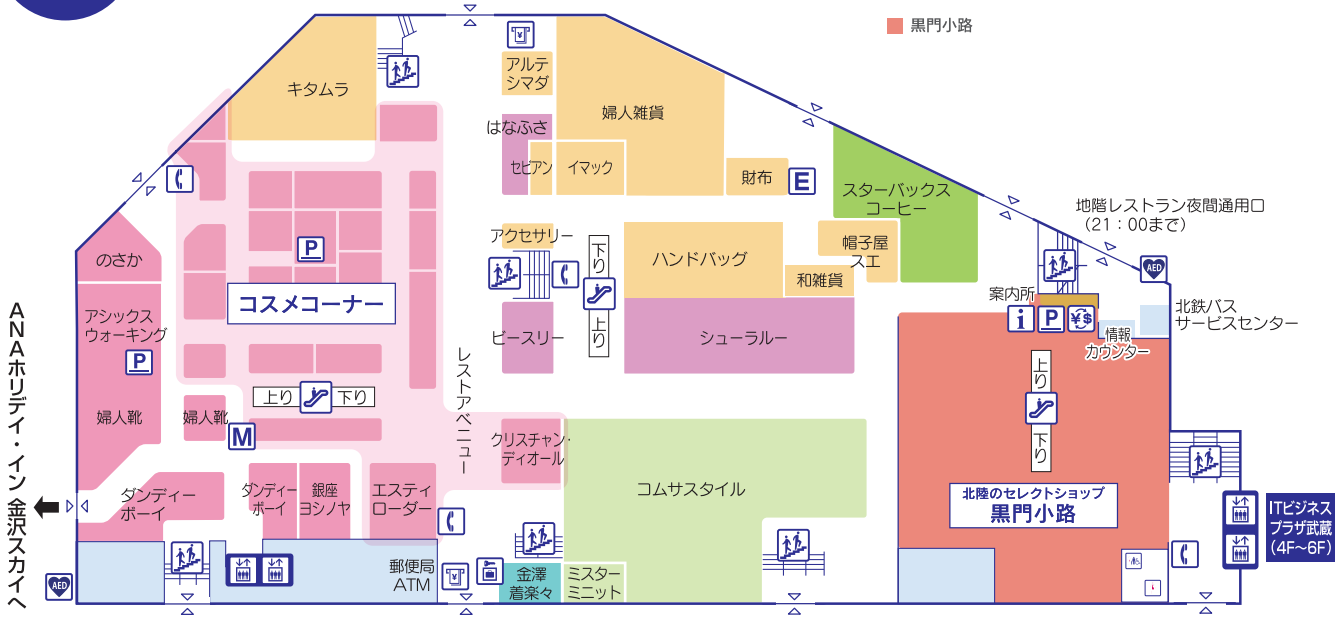 黒門小路
キタムラ
アルテ
シマダ
婦人雑貨
はなふさ
セビアン
イマック
財布
E
スターバックス
コーヒー
地階レストラン夜間通用口
(21：00まで)
アクセサリー
ハンドバッグ
帽子屋
スエ
和雑貨
下り
上り
のさか
P
コスメコーナー
アシックス
ウォーキング
P
ビースリー
シューラルー
案内所
i
P
¥$
AED
北鉄バス
サービスセンター
情報
カウンター
上り
下り
レストアベニュー
上り
下り
婦人靴
婦人靴
M
クリスチャン・
ディオール
コムサスタイル
北陸のセレクトショップ
黒門小路
ANAホリデイ・イン 金沢スカイへ
ダンディー
ボーイ
ダンディー
ボーイ
銀座
ヨシノヤ
エスティ
ローダー
ITビジネス
プラザ武蔵
(4F〜6F)
郵便局
ATM
金澤
着楽々
ミスター
ミニット
AED
¥
¥